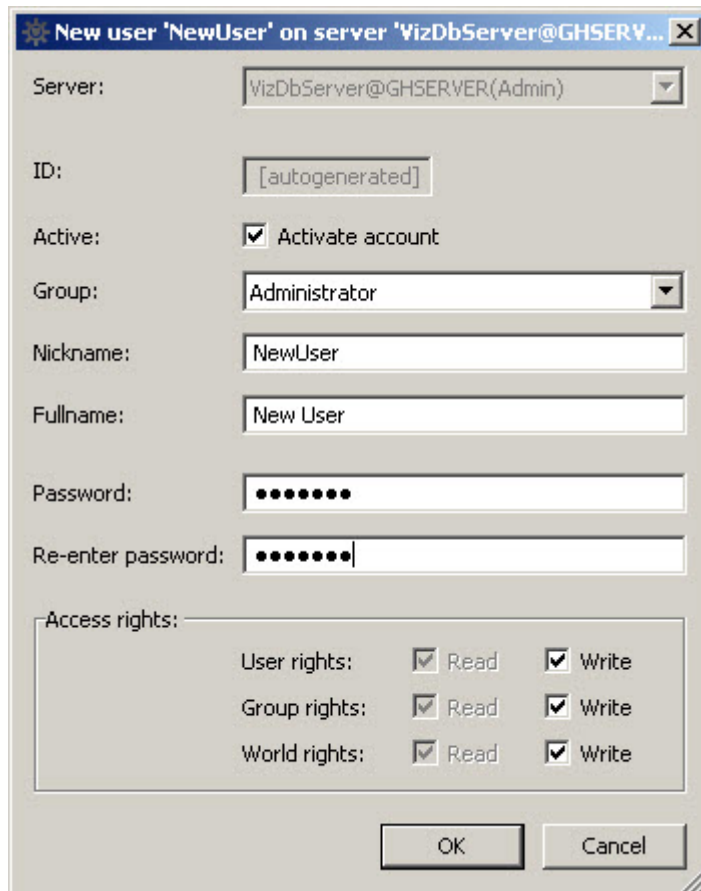 New user 'NewUser' on server 'VizDbServer@GHSERV...
Server: VizDbServer@GHSERVER(Admin)
ID: [autogenerated]
Active: Activate account
Group: Administrator
Nickname: NewUser
Fullname: New User
Password: ●●●●●●●
Re-enter password: ●●●●●●●
Access rights:
User rights: Read Write
Group rights: Read Write
World rights: Read Write
OK Cancel